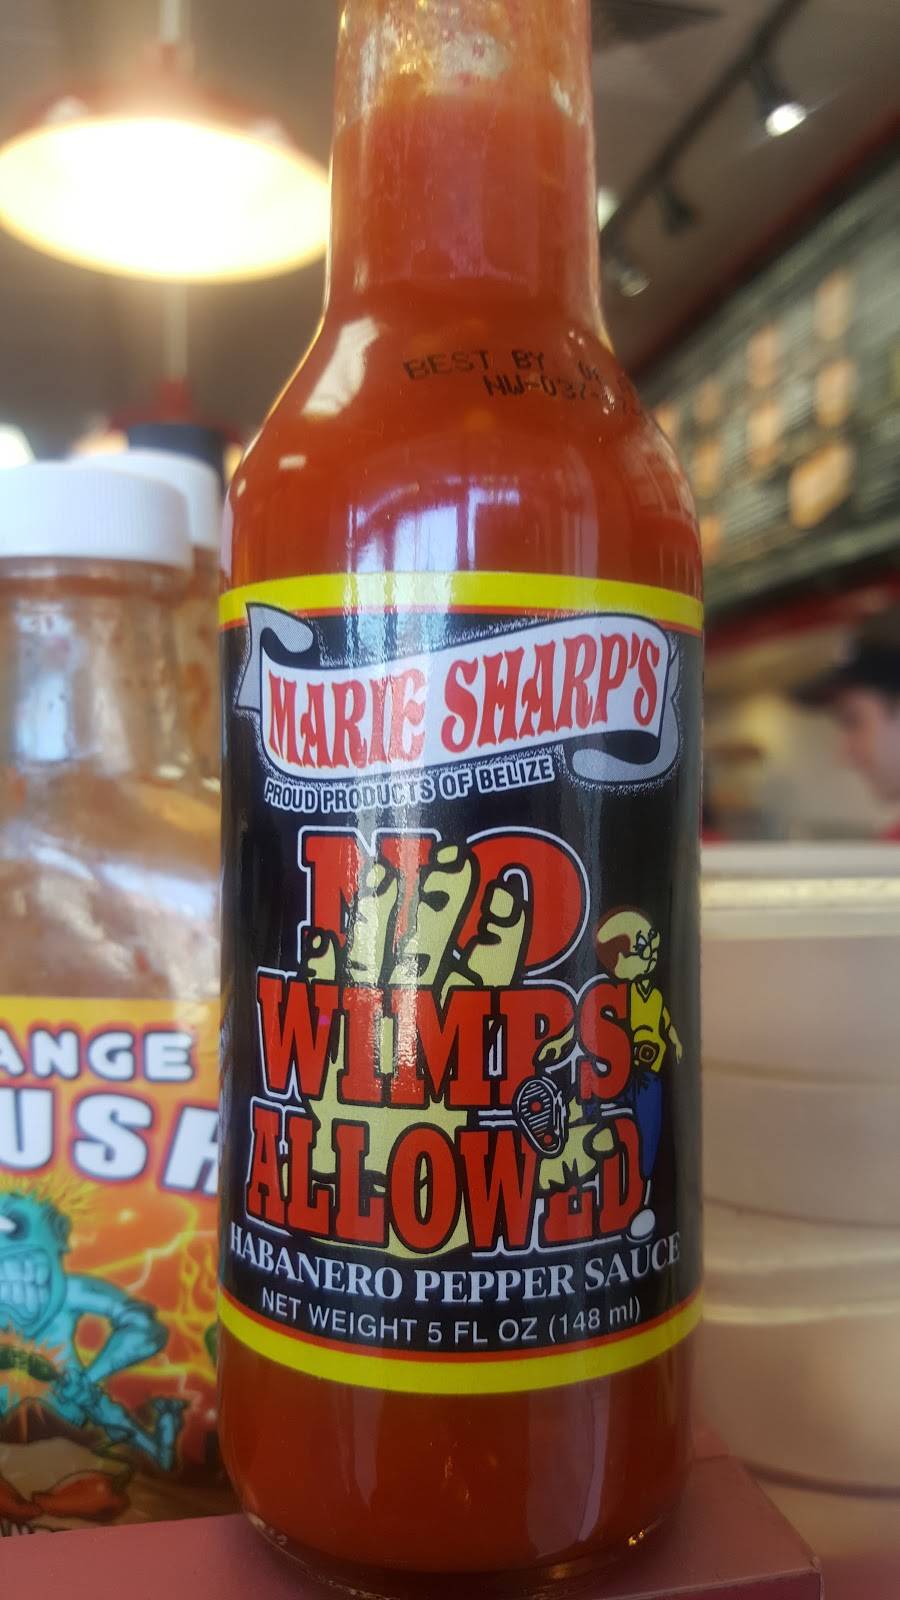 BEST BY
MARIE SHARP'S
PROUD PRODUCTS OF BELIZE
NO
WIMPS
ALLOWED!
HABANERO PEPPER SAUCE
NET WEIGHT 5 FL OZ (148 ml)
ANGE